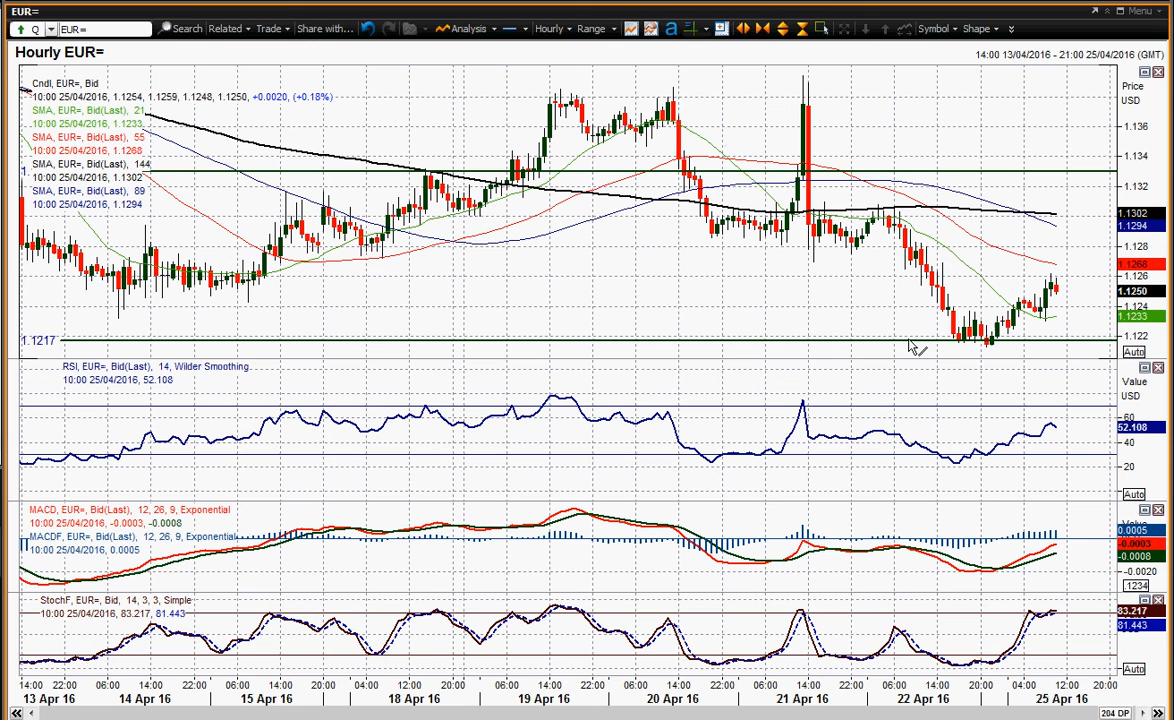 EUR=
Menu
Q EUR= Search Related Trade Share with... Analysis Hourly Range a Symbol Shape
Hourly EUR=
14:00 13/04/2016 - 21:00 25/04/2016 (GMT)
Cndl, EUR=, Bid
10:00 25/04/2016, 1.1254, 1.1259, 1.1248, 1.1250, +0.0020, (+0.18%)
SMA, EUR=, Bid(Last), 21
10:00 25/04/2016, 1.1233
SMA, EUR=, Bid(Last), 55
10:00 25/04/2016, 1.1268
SMA, EUR=, Bid(Last), 144
10:00 25/04/2016, 1.1302
SMA, EUR=, Bid(Last), 89
10:00 25/04/2016, 1.1294
1.1217
Price
USD
1.136
1.134
1.132
1.1302
1.1294
1.128
1.1268
1.126
1.1250
1.124
1.1233
1.122
Auto
RSI, EUR=, Bid(Last), 14, Wilder Smoothing
10:00 25/04/2016, 52.108
Value
USD
60
52.108
40
20
Auto
MACD, EUR=, Bid(Last), 12, 26, 9, Exponential
10:00 25/04/2016, -0.0003, -0.0008
MACDF, EUR=, Bid(Last), 12, 26, 9, Exponential
10:00 25/04/2016, 0.0005
Value
0.0005
-0.0003
-0.0008
-0.0020
.1234
StochF, EUR=, Bid, 14, 3, 3, Simple
10:00 25/04/2016, 83.217, 81.443
83.217
81.443
Auto
14:00 22:00 06:00 14:00 22:00 06:00 14:00 20:00 06:00 14:00 22:00 06:00 14:00 22:00 06:00 14:00 22:00 06:00 14:00 22:00 06:00 14:00 20:00 04:00 12:00 20:00
13 Apr 16 14 Apr 16 15 Apr 16 18 Apr 16 19 Apr 16 20 Apr 16 21 Apr 16 22 Apr 16 25 Apr 16
204 DP